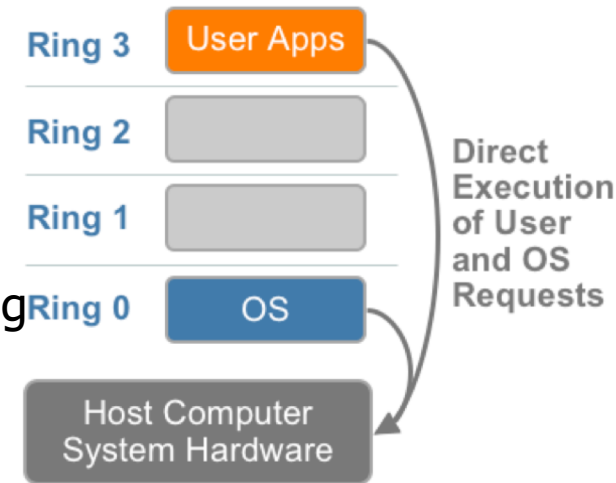 Ring 3
User Apps
Ring 2
Ring 1
Direct
Execution
of User
and OS
Requests
g
Ring 0
OS
Host Computer
System Hardware